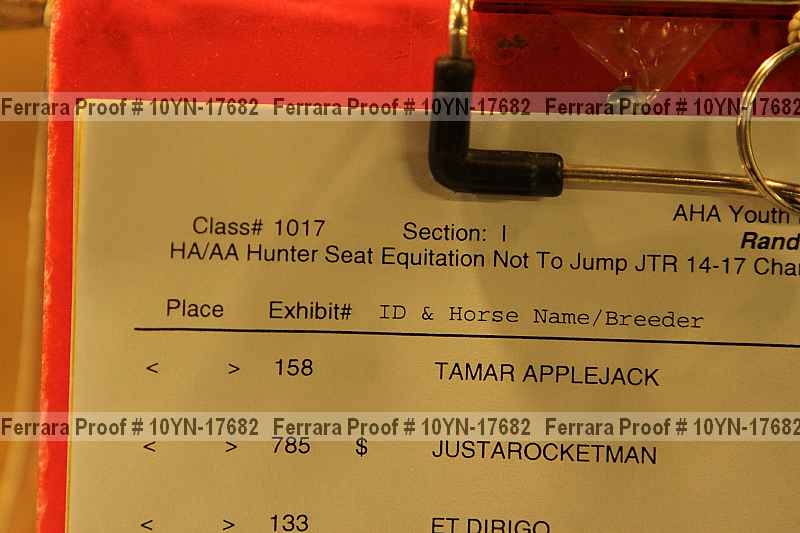 Ferrara Proof # 10YN-17682 Ferrara Proof # 10YN-17682 Ferrara Proof # 10YN-17682
AHA Youth
Class# 1017 Section: I
HA/AA Hunter Seat Equitation Not To Jump JTR 14-17
Place Exhibit# ID & Horse Name/Breeder
< > 158 TAMAR APPLEJACK
Ferrara Proof # 10YN-17682 Ferrara Proof # 10YN-17682 Ferrara Proof # 10YN-17682
< > 785 $ JUSTAROCKETMAN
< > 133 ET DIRIGO